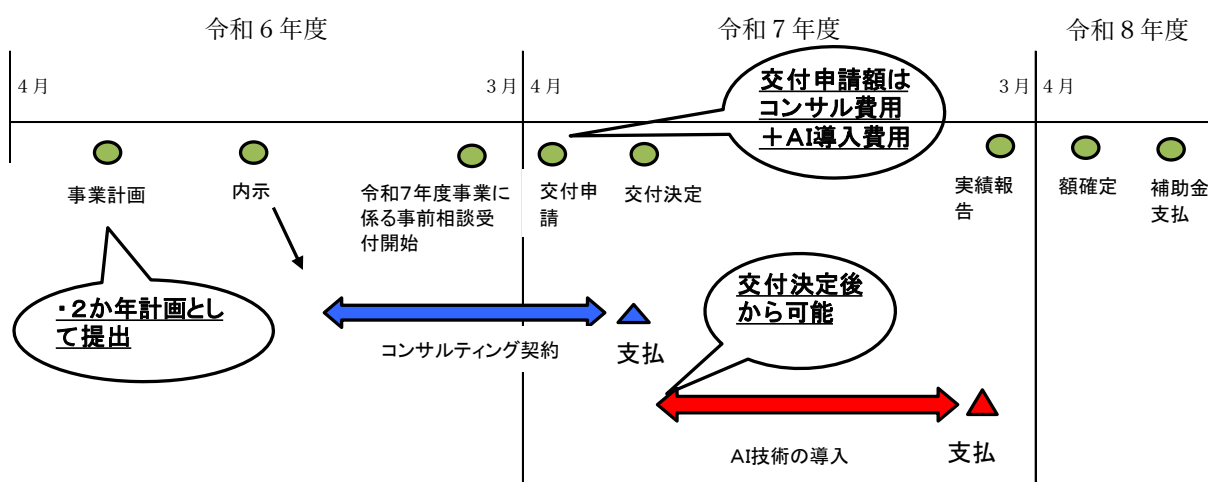 令和６年度
令和７年度
令和８年度
４月
３月
４月
３月
４月
交付申請額は
コンサル費用
＋AI導入費用
事業計画
内示
令和７年度事業に
係る事前相談受
付開始
交付申
請
交付決定
実績報
告
額確定
補助金
支払
・２か年計画とし
て提出
コンサルティング契約
支払
交付決定後
から可能
AI技術の導入
支払